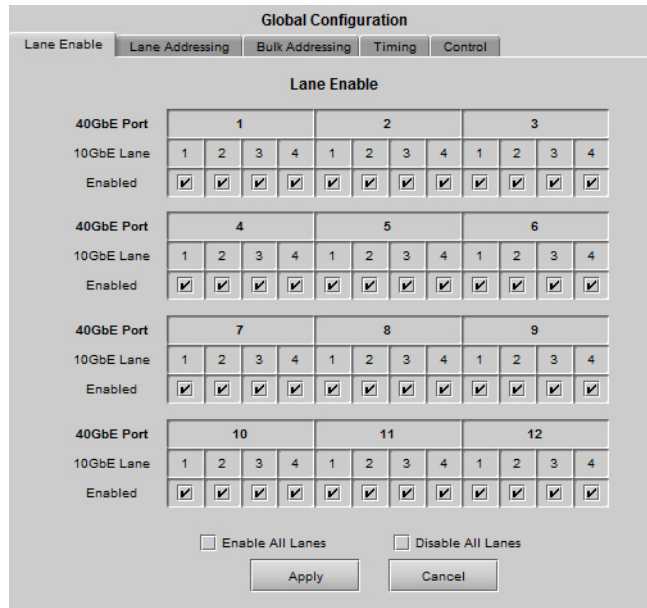 Global Configuration
Lane Enable Lane Addressing Bulk Addressing Timing Control
Lane Enable
40GbE Port 1 2 3
10GbE Lane 1 2 3 4 1 2 3 4 1 2 3 4
Enabled
40GbE Port 4 5 6
10GbE Lane 1 2 3 4 1 2 3 4 1 2 3 4
Enabled
40GbE Port 7 8 9
10GbE Lane 1 2 3 4 1 2 3 4 1 2 3 4
Enabled
40GbE Port 10 11 12
10GbE Lane 1 2 3 4 1 2 3 4 1 2 3 4
Enabled
Enable All Lanes Disable All Lanes
Apply Cancel